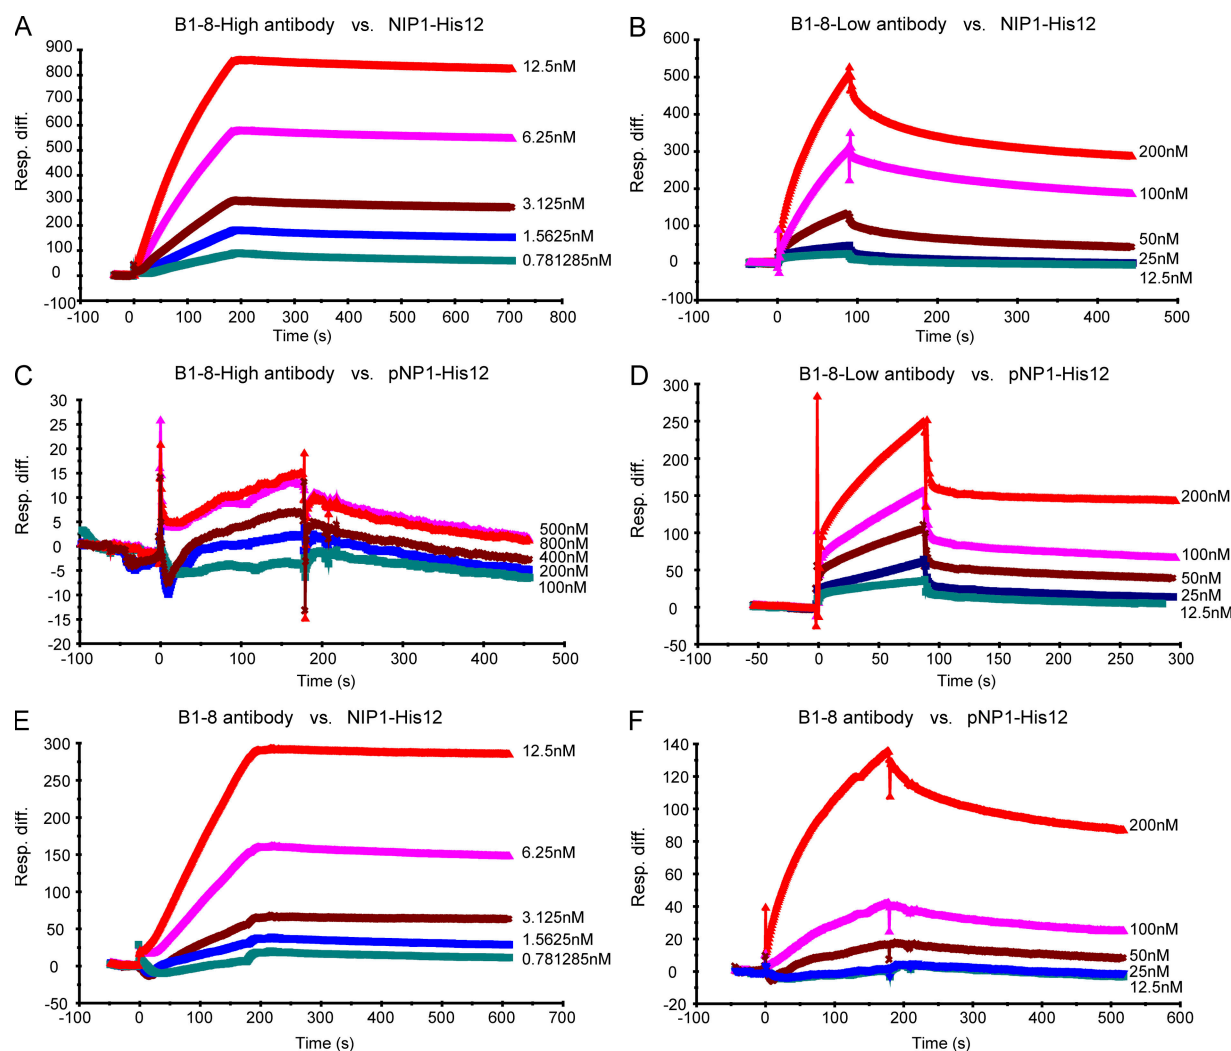 A
B1-8-High antibody vs. NIP1-His12
900
800
700
600
500
400
300
200
100
0
-100
Resp. diff.
12.5nM
6.25nM
3.125nM
1.5625nM
0.781285nM
-100 0 100 200 300 400 500 600 700 800
Time (s)
B
B1-8-Low antibody vs. NIP1-His12
600
500
400
300
200
100
0
-100
Resp. diff.
200nM
100nM
50nM
25nM
12.5nM
-100 0 100 200 300 400 500
Time (s)
C
B1-8-High antibody vs. pNP1-His12
30
25
20
15
10
5
0
-5
-10
-15
-20
Resp. diff.
500nM
800nM
400nM
200nM
100nM
-100 0 100 200 300 400 500
Time (s)
D
B1-8-Low antibody vs. pNP1-His12
300
250
200
150
100
50
0
-50
Resp. diff.
200nM
100nM
50nM
25nM
12.5nM
-100 -50 0 50 100 150 200 250 300
Time (s)
E
B1-8 antibody vs. NIP1-His12
300
250
200
150
100
50
0
-50
Resp. diff.
12.5nM
6.25nM
3.125nM
1.5625nM
0.781285nM
-100 0 100 200 300 400 500 600 700
Time (s)
F
B1-8 antibody vs. pNP1-His12
140
120
100
80
60
40
20
0
-20
Resp. diff.
200nM
100nM
50nM
25nM
12.5nM
-100 0 100 200 300 400 500 600
Time (s)